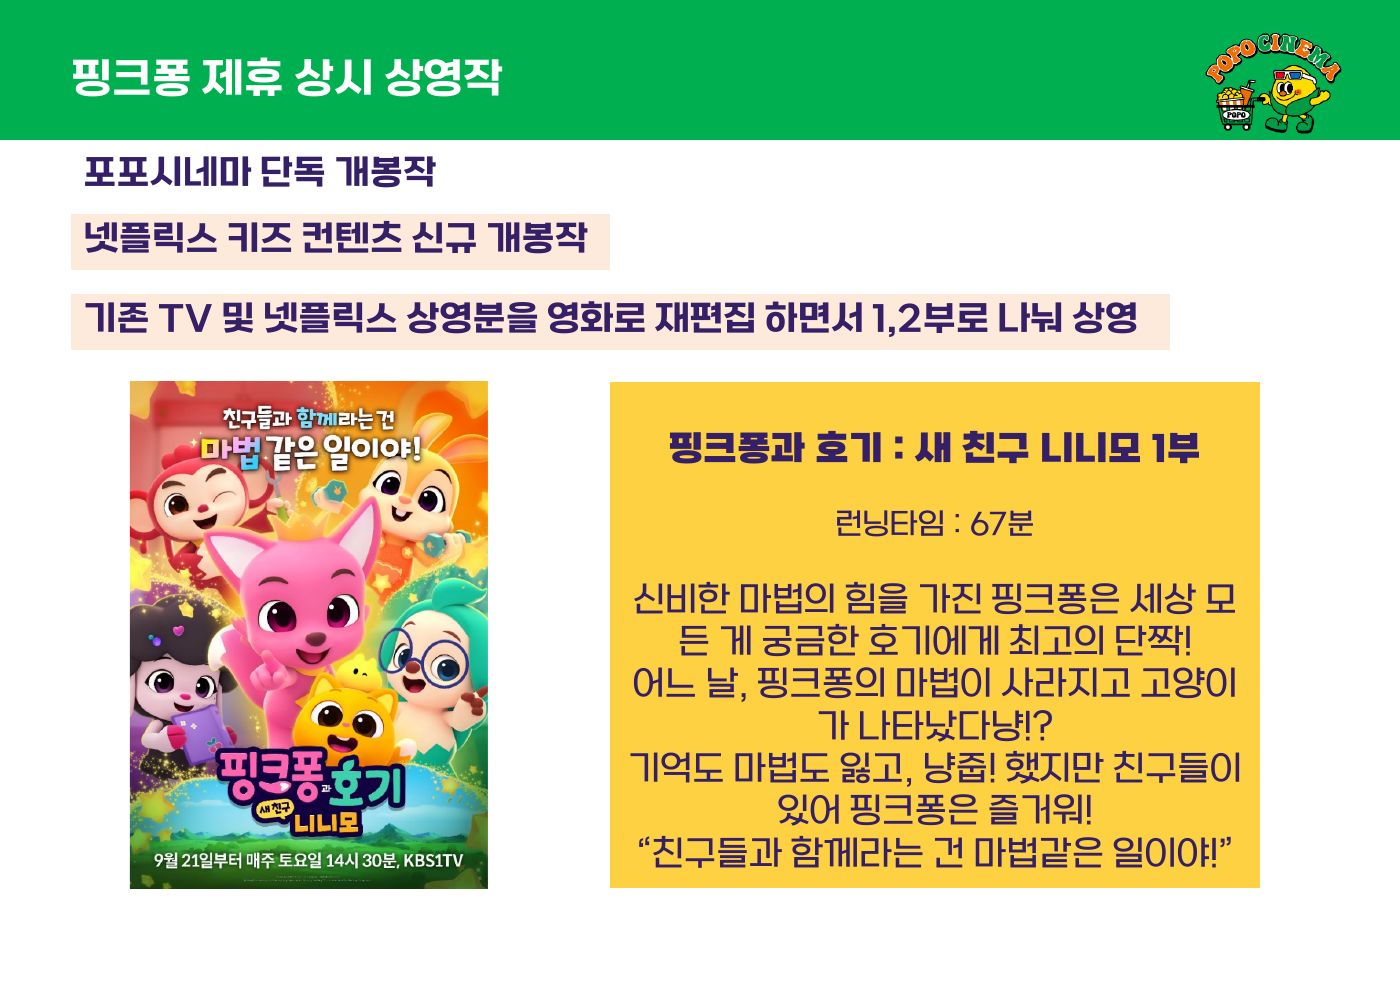 핑크퐁 제휴 상시 상영작
POPO CINEMA
POPO
포포시네마 단독 개봉작
넷플릭스 키즈 컨텐츠 신규 개봉작
기존 TV 및 넷플릭스 상영분을 영화로 재편집 하면서 1,2부로 나눠 상영
친구들과 함께라는 건
마법 같은 일이야!
핑크퐁과 호기
새 친구
니니모
9월 21일부터 매주 토요일 14시 30분, KBS1TV
핑크퐁과 호기 : 새 친구 니니모 1부
런닝타임 : 67분
신비한 마법의 힘을 가진 핑크퐁은 세상 모
든 게 궁금한 호기에게 최고의 단짝!
어느 날, 핑크퐁의 마법이 사라지고 고양이
가 나타났다냥!?
기억도 마법도 잃고, 냥줍! 했지만 친구들이
있어 핑크퐁은 즐거워!
“친구들과 함께라는 건 마법같은 일이야!”